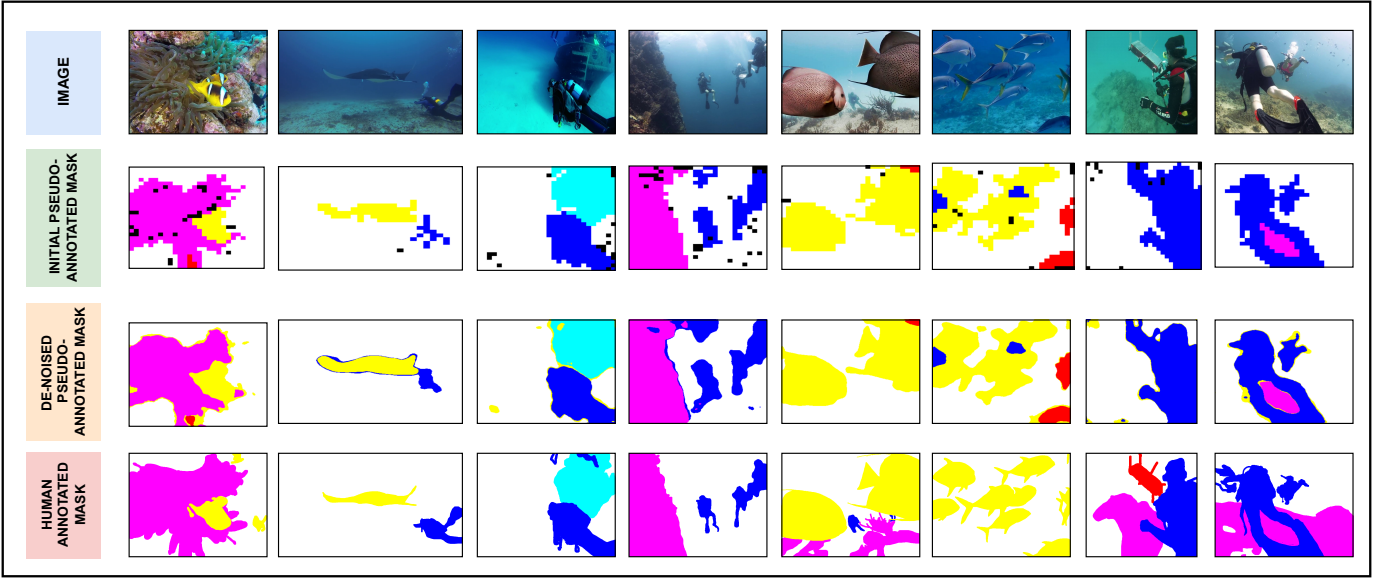 IMAGE
INITIAL PSEUDO-
ANNOTATED MASK
DE-NOISED
PSEUDO-
ANNOTATED MASK
HUMAN
ANNOTATED
MASK